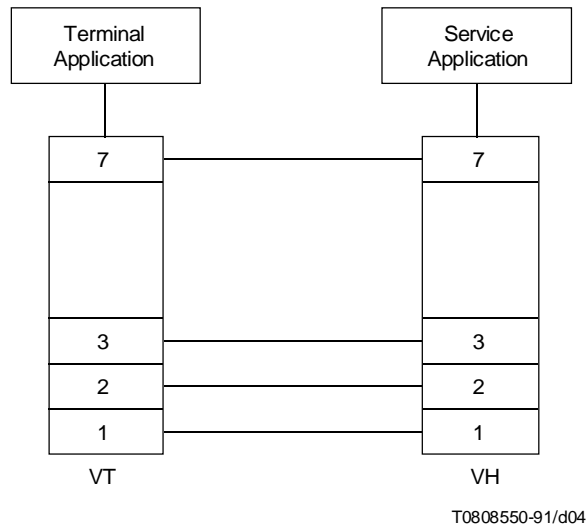 Terminal
Application
Service
Application
7
7
3
3
2
2
1
1
VT
VH
T0808550-91/d04